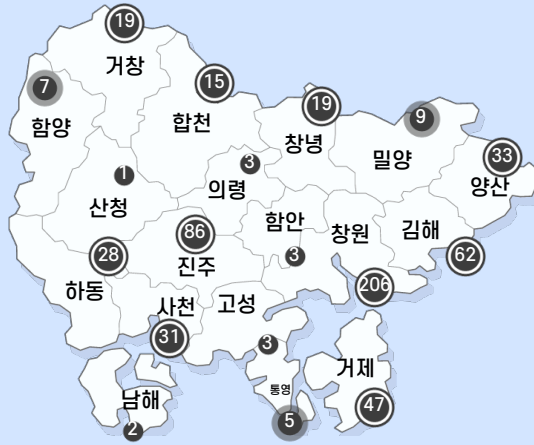 19
거창
7
15
함양
합천
19
창녕
9
밀양
33
양산
1
산청
3
의령
86
진주
함안
3
창원
김해
62
28
하동
206
사천
31
고성
3
통영
5
거제
47
남해
2